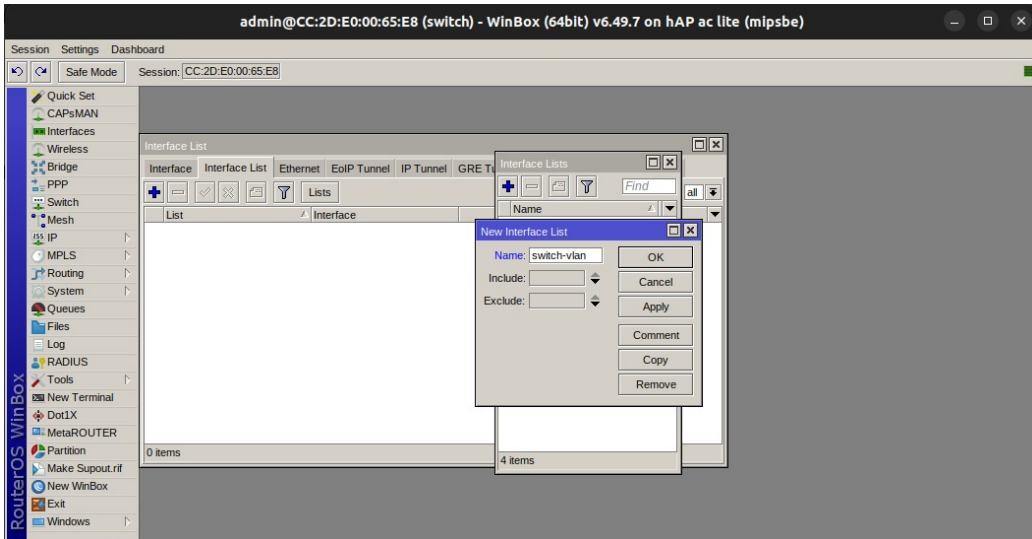 admin@CC:2D:E0:00:65:E8 (switch) - WinBox (64bit) v6.49.7 on hAP ac lite (mipsbe)
Session Settings Dashboard
Safe Mode Session: CC:2D:E0:00:65:E8
Quick Set
CAPsMAN
Interfaces
Wireless
Bridge
PPP
Switch
Mesh
IP
MPLS
Routing
System
Queues
Files
Log
RADIUS
Tools
New Terminal
Dot1X
MetaROUTER
Partition
Make Supout.rif
New WinBox
Exit
Windows
RouterOS WinBox
Interface List
Interface Interface List Ethernet EoIP Tunnel IP Tunnel GRE Tu
Lists
all
List Interface
0 items
Interface Lists
Find
Name
New Interface List
Name: switch-vlan
Include:
Exclude:
OK
Cancel
Apply
Comment
Copy
Remove
4 items